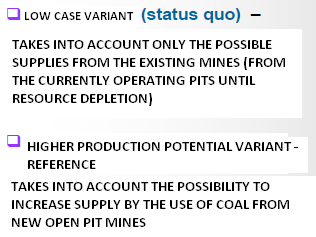 LOW CASE VARIANT (status quo) –
TAKES INTO ACCOUNT ONLY THE POSSIBLE
SUPPLIES FROM THE EXISTING MINES (FROM
THE CURRENTLY OPERATING PITS UNTIL
RESOURCE DEPLETION)
HIGHER PRODUCTION POTENTIAL VARIANT -
REFERENCE
TAKES INTO ACCOUNT THE POSSIBILITY TO
INCREASE SUPPLY BY THE USE OF COAL FROM
NEW OPEN PIT MINES